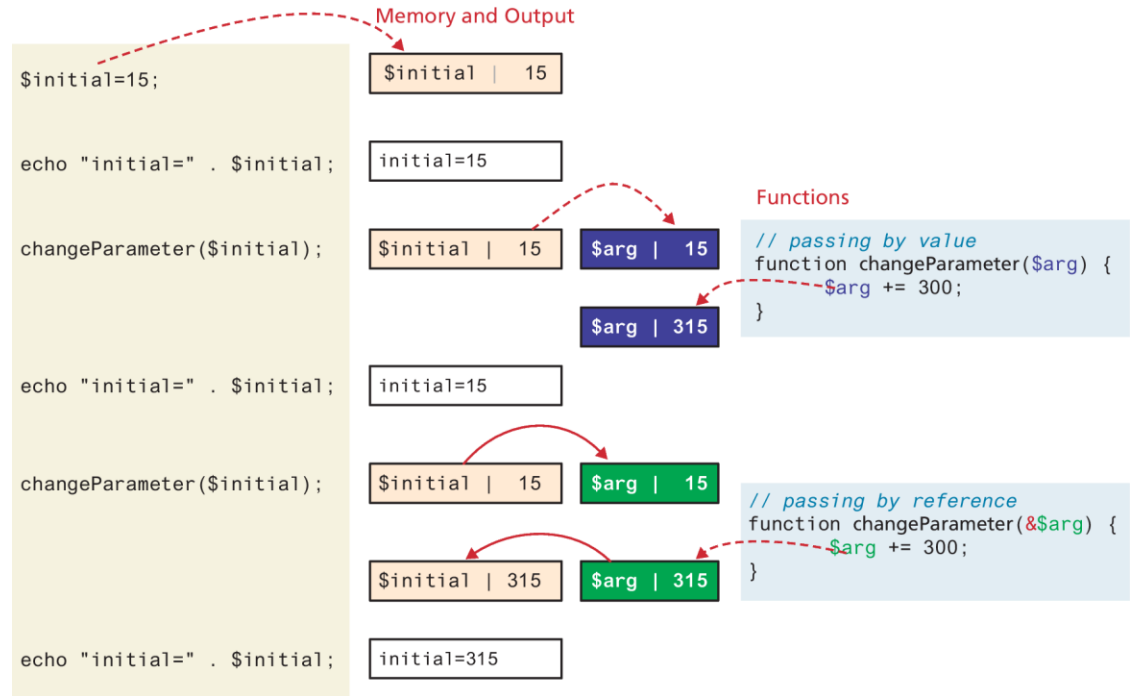 Memory and Output
$initial=15;
$initial | 15
echo "initial=" . $initial;
initial=15
Functions
changeParameter($initial);
$initial | 15
$arg | 15
// passing by value
function changeParameter($arg) {
$arg += 300;
}
$arg | 315
echo "initial=" . $initial;
initial=15
changeParameter($initial);
$initial | 15
$arg | 15
// passing by reference
function changeParameter(&$arg) {
$arg += 300;
}
$initial | 315
$arg | 315
echo "initial=" . $initial;
initial=315